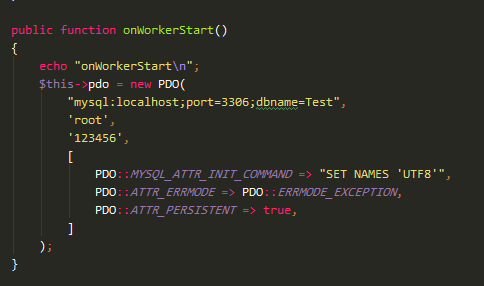 public function onWorkerStart()
{
    echo "onWorkerStart\n";
    $this->pdo = new PDO(
        "mysql:localhost;port=3306;dbname=Test",
        'root',
        '123456',
        [
            PDO::MYSQL_ATTR_INIT_COMMAND => "SET NAMES 'UTF8'",
            PDO::ATTR_ERRMODE => PDO::ERRMODE_EXCEPTION,
            PDO::ATTR_PERSISTENT => true,
        ]
    );
}